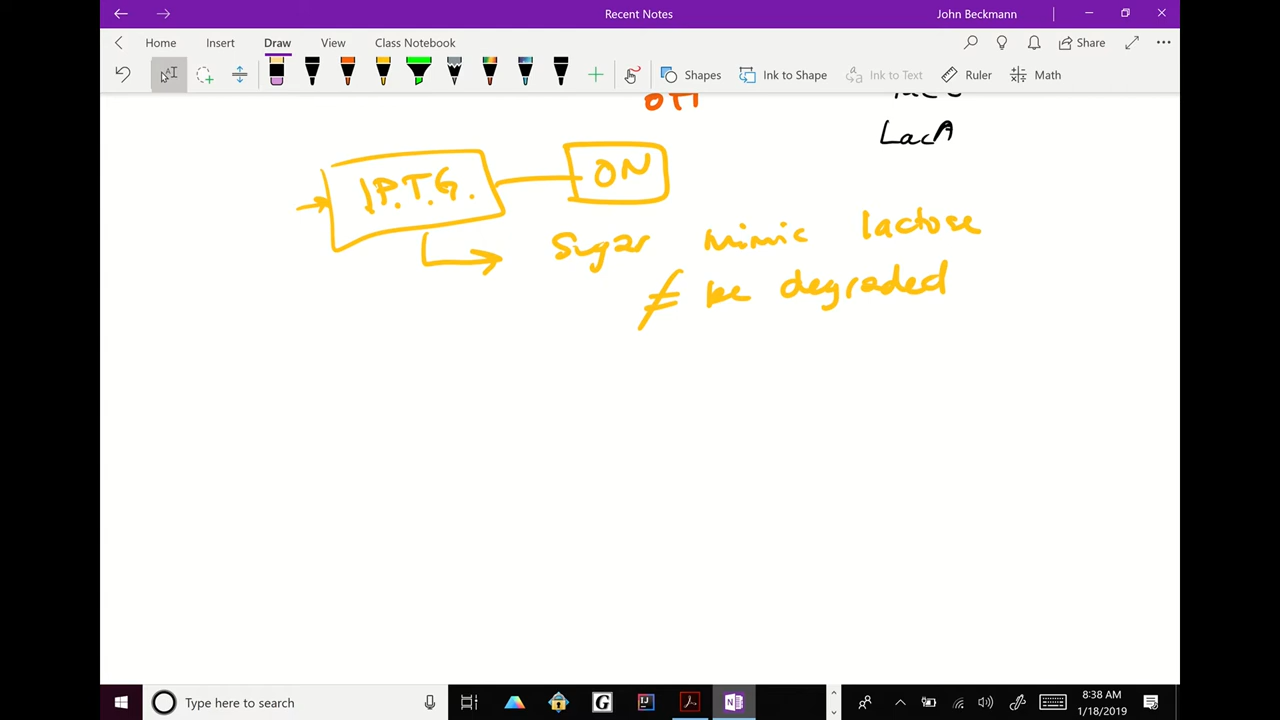 Recent Notes
John Beckmann
Home Insert Draw View Class Notebook
Share
Shapes
Ink to Shape
Ink to Text
Ruler
Math
off
LacA
I.P.T.G.
ON
Sugar mimic lactose
≠ be degraded
Type here to search
8:38 AM
1/18/2019